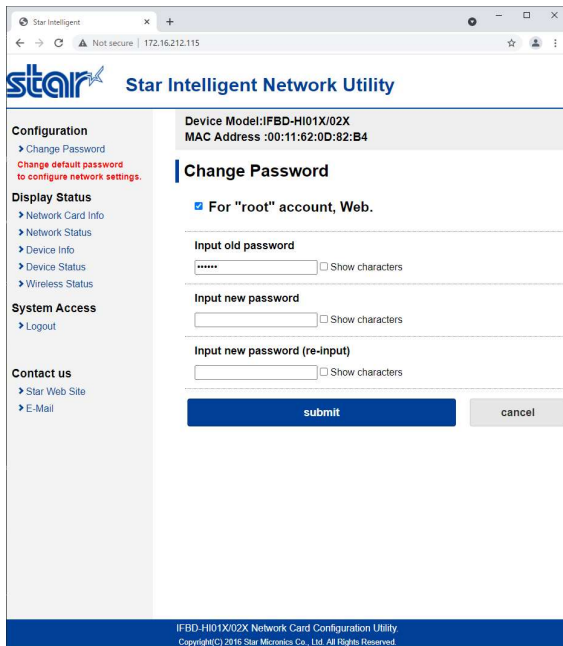 Star Intelligent
Not secure | 172.16.212.115
star Star Intelligent Network Utility
Configuration
Change Password
Change default password
to configure network settings.
Display Status
Network Card Info
Network Status
Device Info
Device Status
Wireless Status
System Access
Logout
Contact us
Star Web Site
E-Mail
Device Model:IFBD-HI01X/02X
MAC Address :00:11:62:0D:82:B4
Change Password
For "root" account, Web.
Input old password
•••••• Show characters
Input new password
Show characters
Input new password (re-input)
Show characters
submit cancel
IFBD-HI01X/02X Network Card Configuration Utility.
Copyright(C) 2016 Star Micronics Co., Ltd. All Rights Reserved.